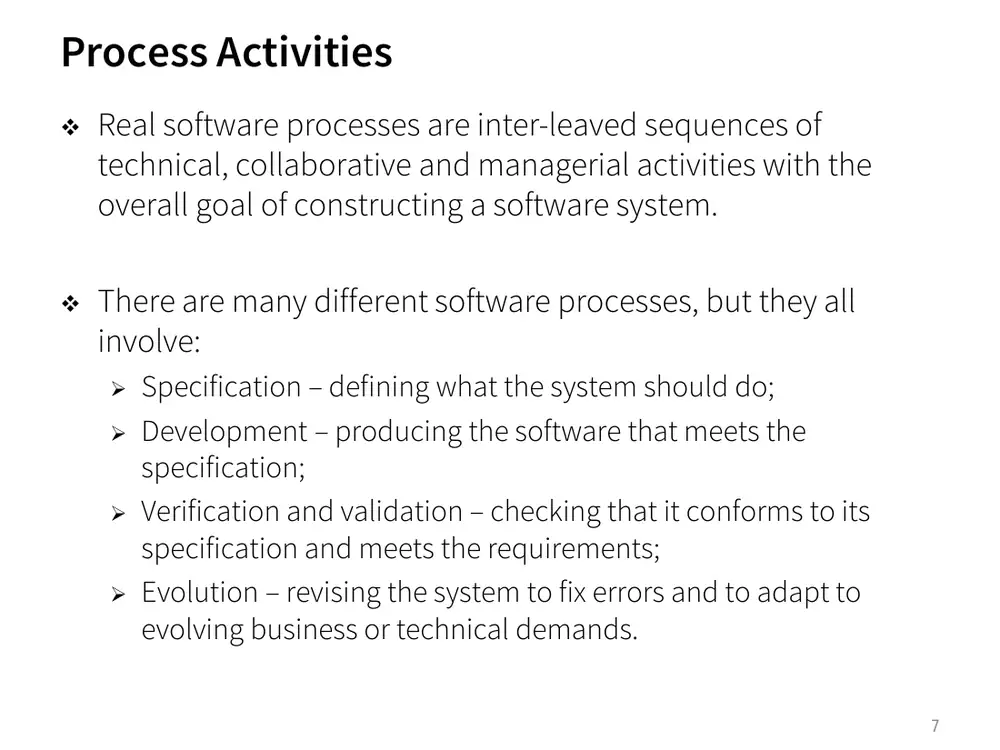 Process Activities
❖ Real software processes are inter-leaved sequences of
technical, collaborative and managerial activities with the
overall goal of constructing a software system.
❖ There are many different software processes, but they all
involve:
➢ Specification – defining what the system should do;
➢ Development – producing the software that meets the
specification;
➢ Verification and validation – checking that it conforms to its
specification and meets the requirements;
➢ Evolution – revising the system to fix errors and to adapt to
evolving business or technical demands.
7